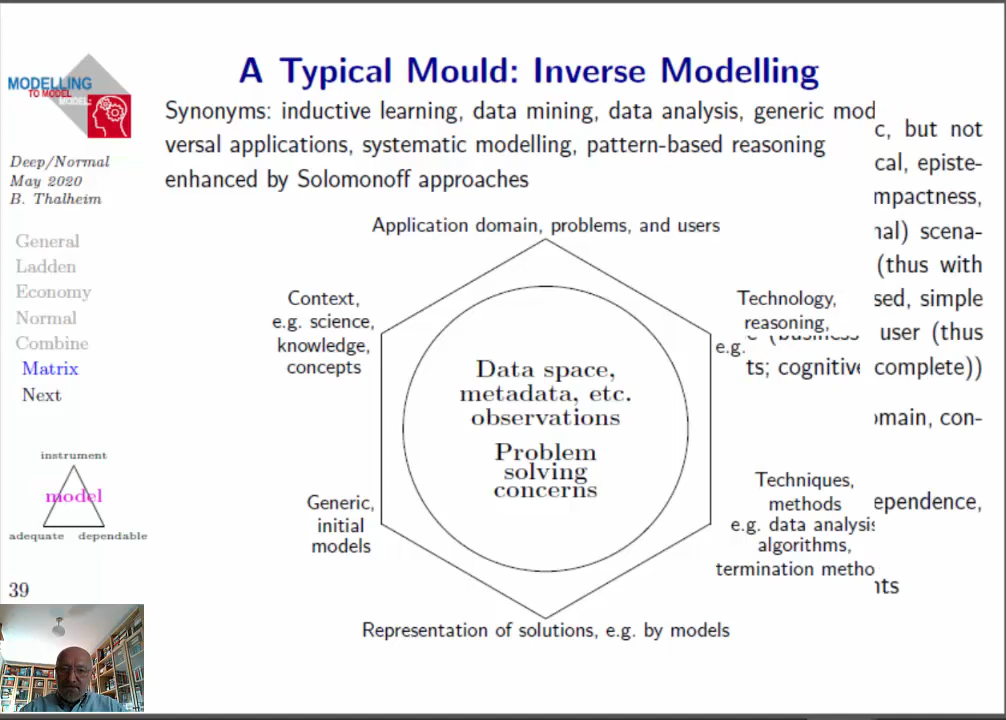 A Typical Mould: Inverse Modelling
MODELLING
TO MODEL
MODEL:
Synonyms: inductive learning, data mining, data analysis, generic mod
versal applications, systematic modelling, pattern-based reasoning
enhanced by Solomonoff approaches
Deep/Normal
May 2020
B. Thalheim
General
Ladden
Economy
Normal
Combine
Matrix
Next
instrument
model
adequate dependable
39
Application domain, problems, and users
Context,
e.g. science,
knowledge,
concepts
Technology,
reasoning,
e.g.
Data space,
metadata, etc.
observations
Problem
solving
concerns
Generic,
initial
models
Techniques,
methods
e.g. data analysis
algorithms,
termination metho
Representation of solutions, e.g. by models
c, but not
cal, episte-
mpactness,
nal) scena-
(thus with
sed, simple
user (thus
ts; cognitive complete))
omain, con-
ependence,
nts